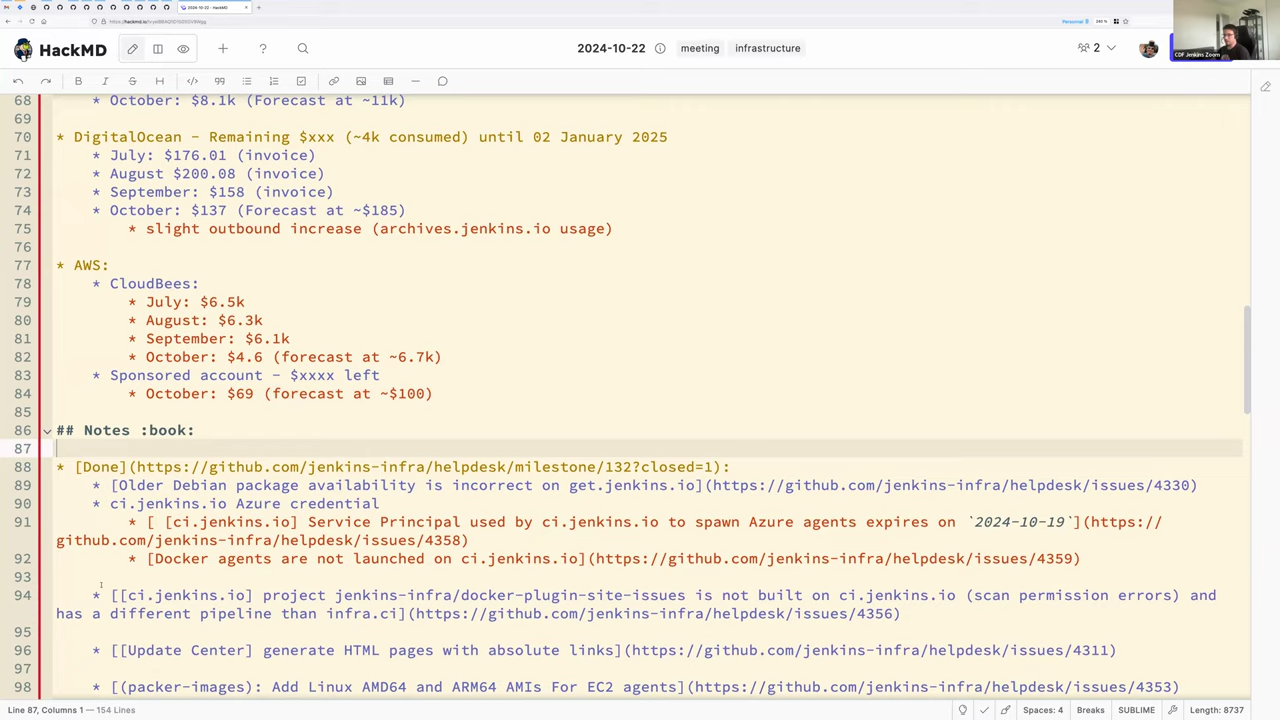 2024-10-22 - HackMD
Personnel
240 %
HackMD
2024-10-22
meeting
infrastructure
2
CDF Jenkins Zoom
68 * October: $8.1k (Forecast at ~11k)
69
70 * DigitalOcean - Remaining $xxx (~4k consumed) until 02 January 2025
71 * July: $176.01 (invoice)
72 * August $200.08 (invoice)
73 * September: $158 (invoice)
74 * October: $137 (Forecast at ~$185)
75 * slight outbound increase (archives.jenkins.io usage)
76
77 * AWS:
78 * CloudBees:
79 * July: $6.5k
80 * August: $6.3k
81 * September: $6.1k
82 * October: $4.6 (forecast at ~6.7k)
83 * Sponsored account - $xxxx left
84 * October: $69 (forecast at ~$100)
85
86 ## Notes :book:
87
88 * [Done](https://github.com/jenkins-infra/helpdesk/milestone/132?closed=1):
89 * [Older Debian package availability is incorrect on get.jenkins.io](https://github.com/jenkins-infra/helpdesk/issues/4330)
90 * ci.jenkins.io Azure credential
91 * [ [ci.jenkins.io] Service Principal used by ci.jenkins.io to spawn Azure agents expires on `2024-10-19`](https://
github.com/jenkins-infra/helpdesk/issues/4358)
92 * [Docker agents are not launched on ci.jenkins.io](https://github.com/jenkins-infra/helpdesk/issues/4359)
93
94 * [[ci.jenkins.io] project jenkins-infra/docker-plugin-site-issues is not built on ci.jenkins.io (scan permission errors) and
has a different pipeline than infra.ci](https://github.com/jenkins-infra/helpdesk/issues/4356)
95
96 * [[Update Center] generate HTML pages with absolute links](https://github.com/jenkins-infra/helpdesk/issues/4311)
97
98 * [(packer-images): Add Linux AMD64 and ARM64 AMIs For EC2 agents](https://github.com/jenkins-infra/helpdesk/issues/4353)
Line 87, Columns 1 — 154 Lines
Spaces: 4
Breaks
SUBLIME
Length: 8737